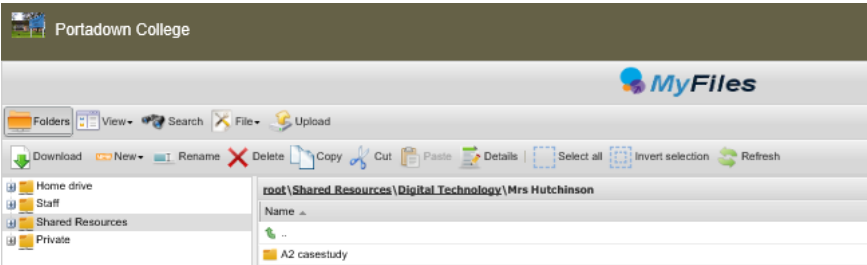 Portadown College
MyFiles
Folders View Search File Upload
Download New Rename Delete Copy Cut Paste Details Select all Invert selection Refresh
Home drive
Staff
Shared Resources
Private
root\Shared Resources\Digital Technology\Mrs Hutchinson
Name
..
A2 casestudy